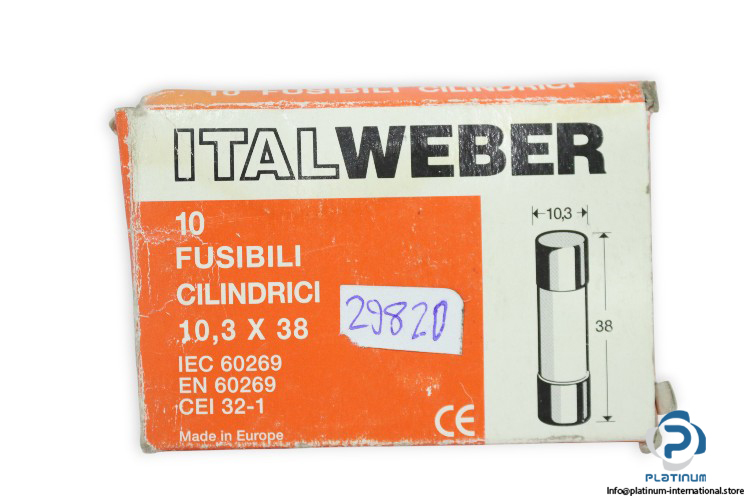 10 FUSIBILI CILINDRICI
ITALWEBER
10
FUSIBILI
CILINDRICI
10,3 X 38
IEC 60269
EN 60269
CEI 32-1
Made in Europe
29820
CE
10,3
38
PLATINUM
Info@platinum-international.store